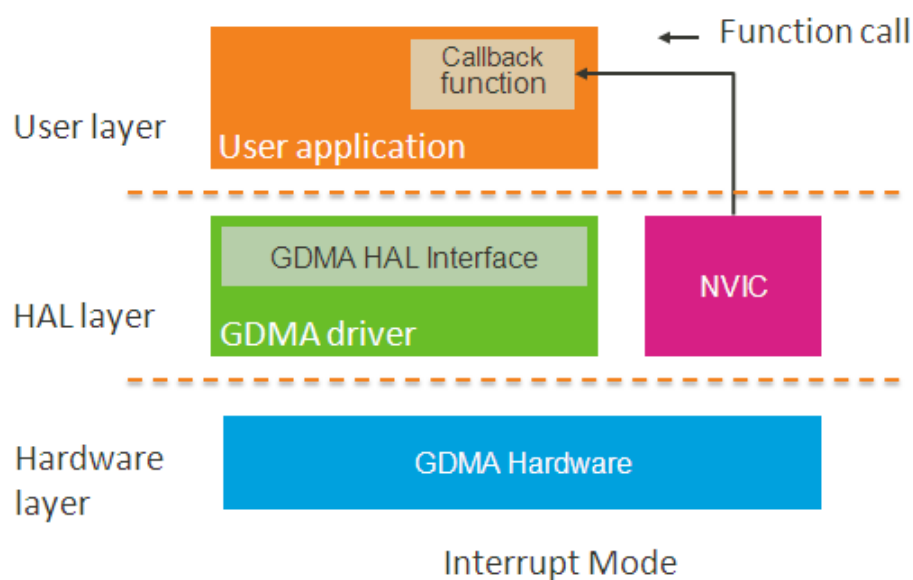 Function call
Callback
function
User layer
User application
GDMA HAL Interface
NVIC
HAL layer
GDMA driver
Hardware
layer
GDMA Hardware
Interrupt Mode